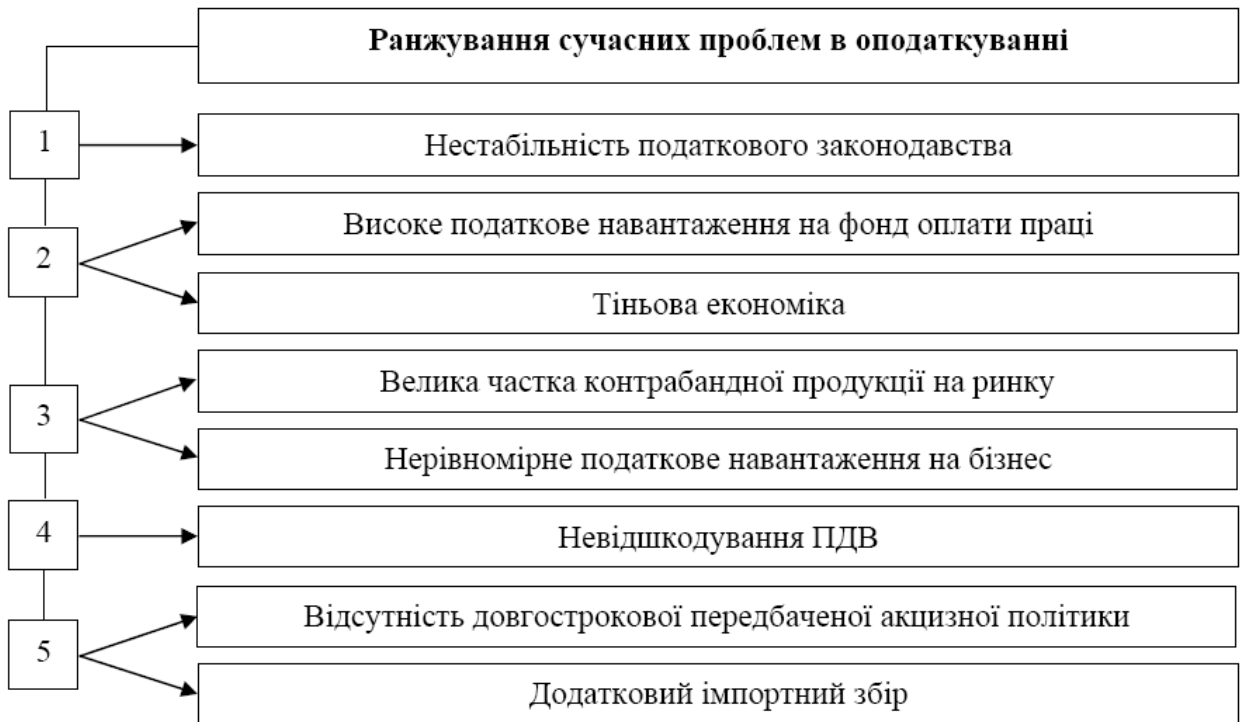 Ранжування сучасних проблем в оподаткуванні
1
Нестабільність податкового законодавства
2
Високе податкове навантаження на фонд оплати праці
Тіньова економіка
3
Велика частка контрабандної продукції на ринку
Нерівномірне податкове навантаження на бізнес
4
Невідшкодування ПДВ
5
Відсутність довгострокової передбаченої акцизної політики
Додатковий імпортний збір